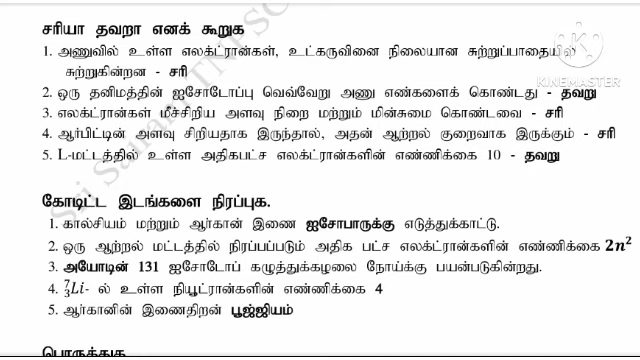 சரியா தவறா எனக் கூறுக
1. அணுவில் உள்ள எலக்ட்ரான்கள், உட்கருவினை நிலையான சுற்றுப்பாதையில்
சுற்றுகின்றன - சரி
KINEMASTER
2. ஒரு தனிமத்தின் ஐசோடோப்பு வெவ்வேறு அணு எண்களைக் கொண்டது - தவறு
3. எலக்ட்ரான்கள் மீச்சிறிய அளவு நிறை மற்றும் மின்சுமை கொண்டவை - சரி
4. ஆர்பிட்டின் அளவு சிறியதாக இருந்தால், அதன் ஆற்றல் குறைவாக இருக்கும் - சரி
5. L-மட்டத்தில் உள்ள அதிகபட்ச எலக்ட்ரான்களின் எண்ணிக்கை 10 - தவறு
Sri Sairam TNPSC
கோடிட்ட இடங்களை நிரப்புக.
1. கால்சியம் மற்றும் ஆர்கான் இணை ஐசோபாருக்கு எடுத்துக்காட்டு.
2. ஒரு ஆற்றல் மட்டத்தில் நிரப்பப்படும் அதிக பட்ச எலக்ட்ரான்களின் எண்ணிக்கை 2n²
3. அயோடின் 131 ஐசோடோப் கழுத்துக்கழலை நோய்க்கு பயன்படுகின்றது.
4. ⁷₃Li- ல் உள்ள நியூட்ரான்களின் எண்ணிக்கை 4
5. ஆர்கானின் இணைதிறன் பூஜ்ஜியம்
பொருத்துக